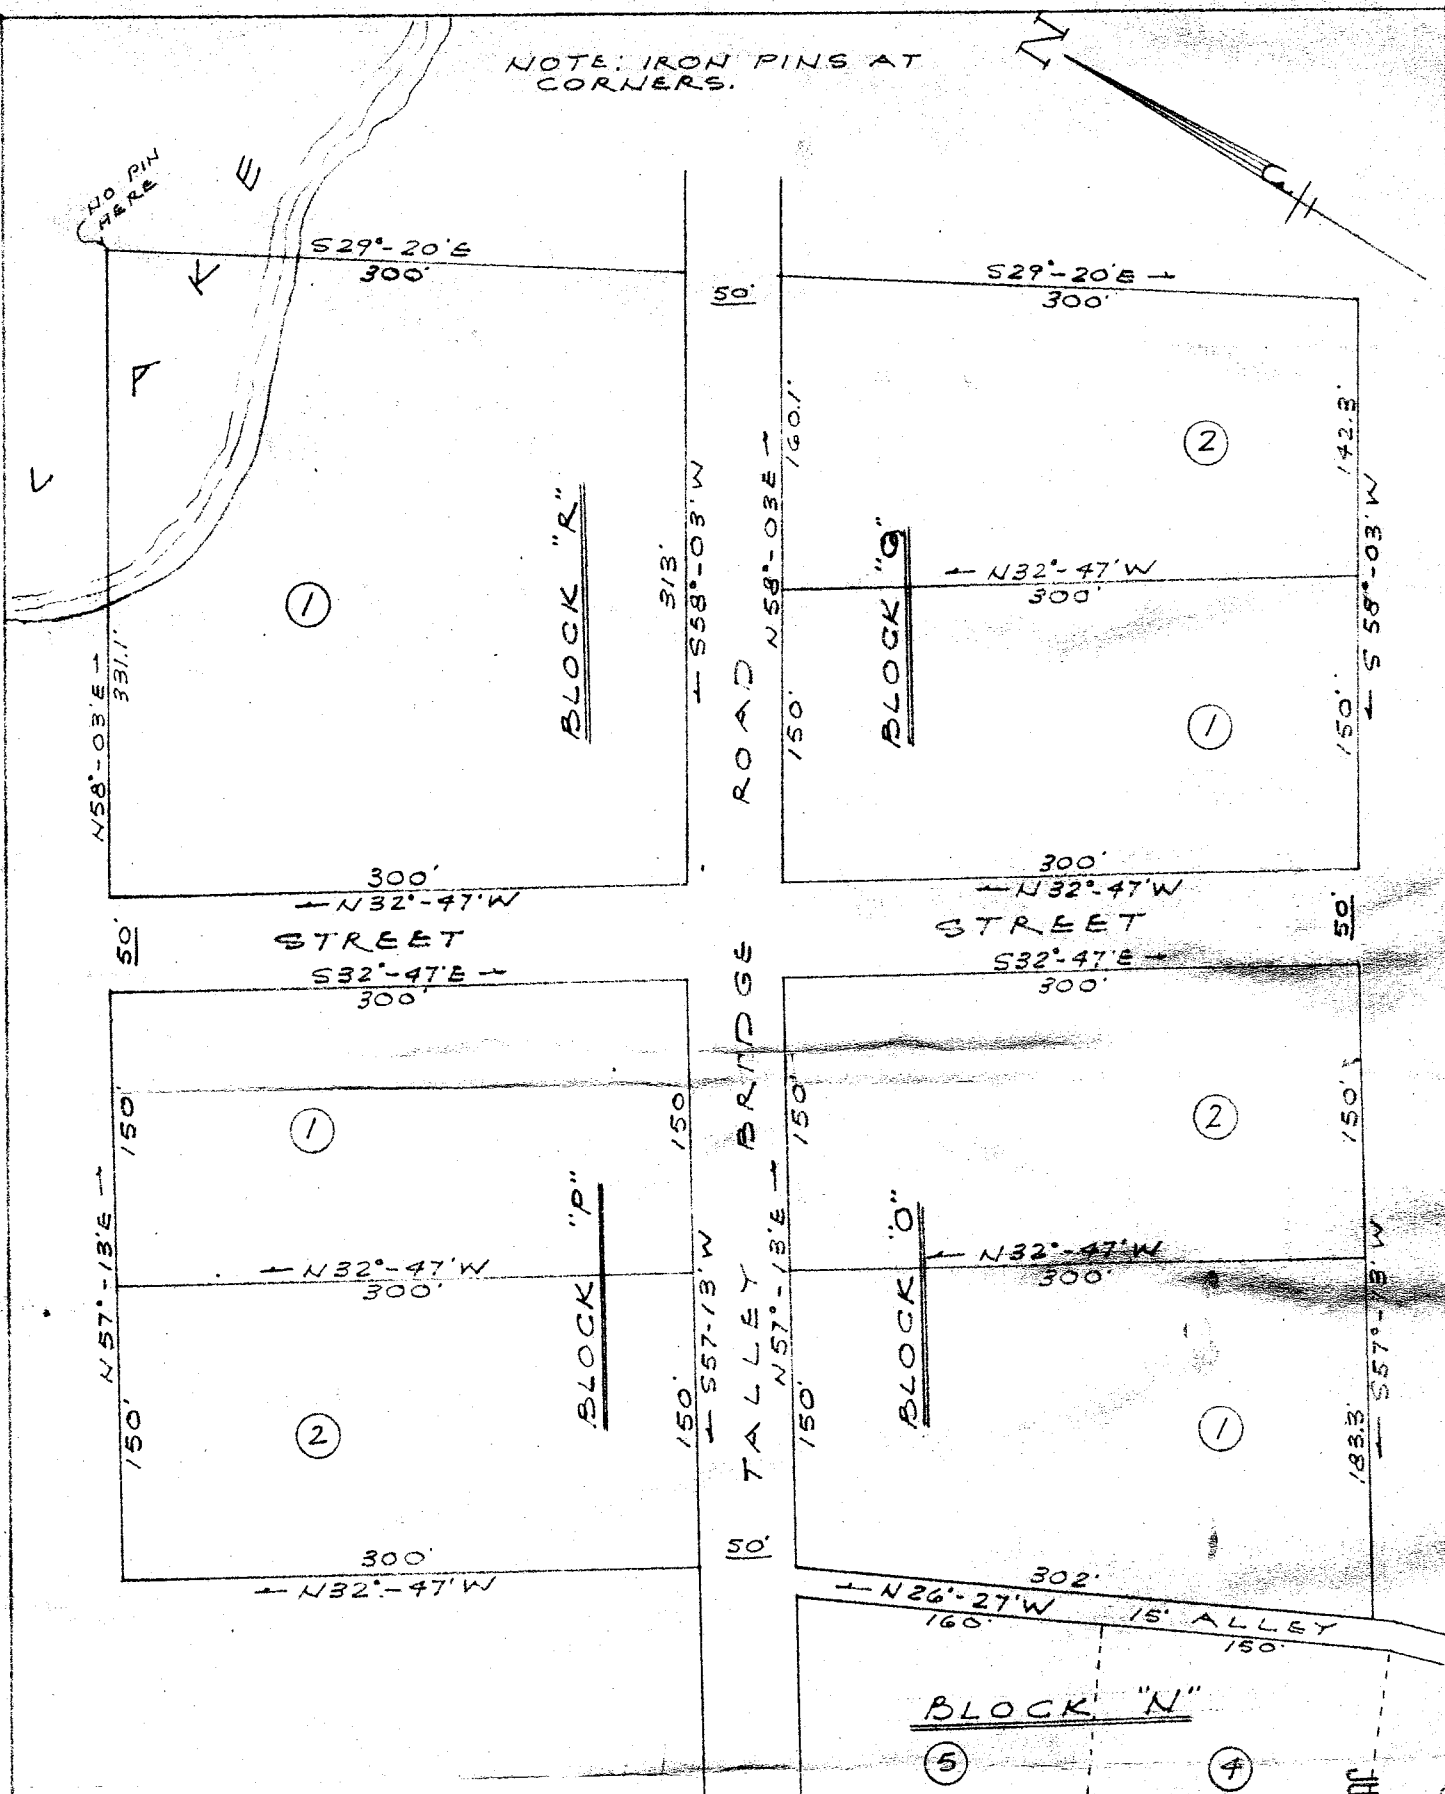 NOTE: IRON PINS AT
CORNERS.
N
NO PIN
HERE
LAKE
S29°-20'E
300'
50'
S29°-20'E →
300'
160.1'
142.3'
2
BLOCK "R"
313'
← S58°-03'W
N58°-03E →
BLOCK "Q"
← N32°-47'W
300'
← S58°-03'W
1
N58°-03'E →
331.1'
150'
1
150'
ROAD
300'
← N32°-47'W
300'
← N32°-47'W
50'
STREET
STREET
50'
S32°-47'E →
300'
S32°-47'E →
300'
150'
1
150'
BRIDGE
150'
2
150'
N57°-13'E →
BLOCK "P"
← N32°-47'W
300'
← S57-13'W
TALLEY
N57°-13'E →
BLOCK "O"
← N32°-47'W
300'
← S57°-13'W
150'
2
150'
150'
1
183.3'
300'
← N32°-47'W
50'
302'
← N26°-27'W
160'
15' ALLEY
150'
BLOCK "N"
5
4